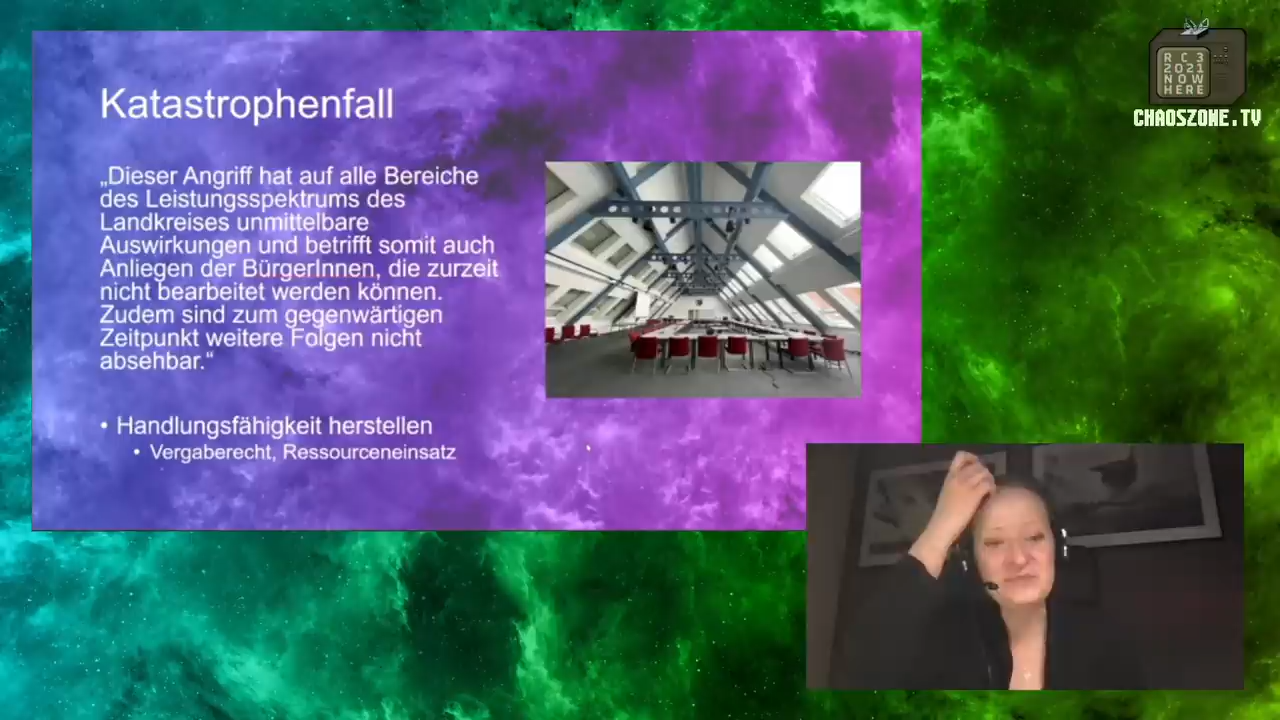 Katastrophenfall
„Dieser Angriff hat auf alle Bereiche
des Leistungsspektrums des
Landkreises unmittelbare
Auswirkungen und betrifft somit auch
Anliegen der BürgerInnen, die zurzeit
nicht bearbeitet werden können.
Zudem sind zum gegenwärtigen
Zeitpunkt weitere Folgen nicht
absehbar.“
• Handlungsfähigkeit herstellen
• Vergaberecht, Ressourceneinsatz
R C 3
2021
NOW
HERE
CHAOSZONE.TV